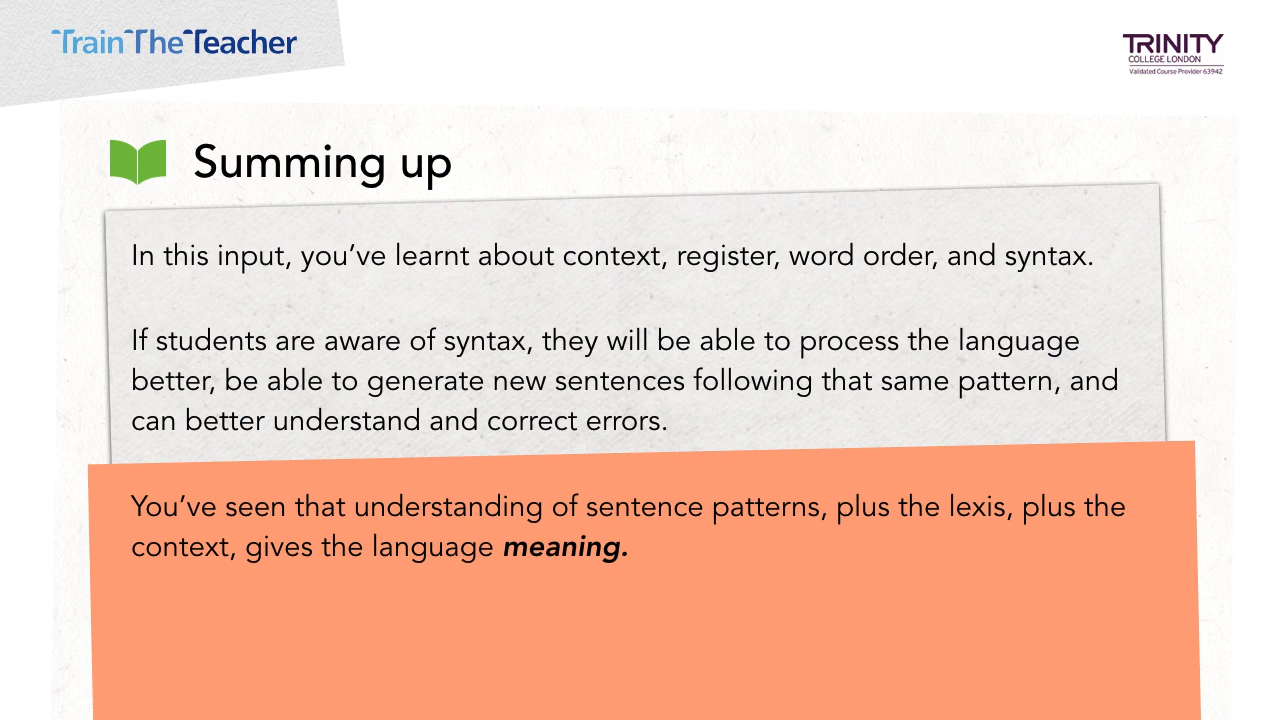 TrainTheTeacher
TRINITY
COLLEGE LONDON
Validated Course Provider 63942
Summing up
In this input, you’ve learnt about context, register, word order, and syntax.
If students are aware of syntax, they will be able to process the language
better, be able to generate new sentences following that same pattern, and
can better understand and correct errors.
You’ve seen that understanding of sentence patterns, plus the lexis, plus the
context, gives the language meaning.